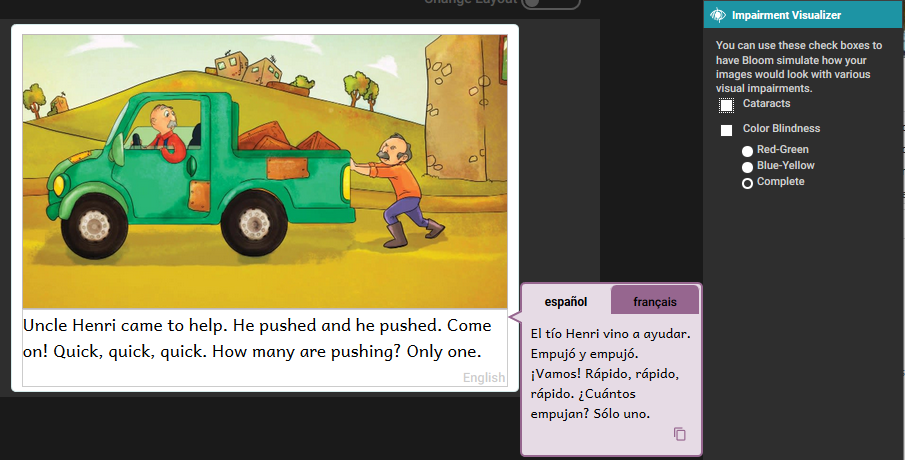 Change Layout
Impairment Visualizer
You can use these check boxes to
have Bloom simulate how your
images would look with various
visual impairments.
Cataracts
Color Blindness
Red-Green
Blue-Yellow
Complete
Uncle Henri came to help. He pushed and he pushed. Come
on! Quick, quick, quick. How many are pushing? Only one.
English
español
français
El tío Henri vino a ayudar.
Empujó y empujó.
¡Vamos! Rápido, rápido,
rápido. ¿Cuántos
empujan? Sólo uno.